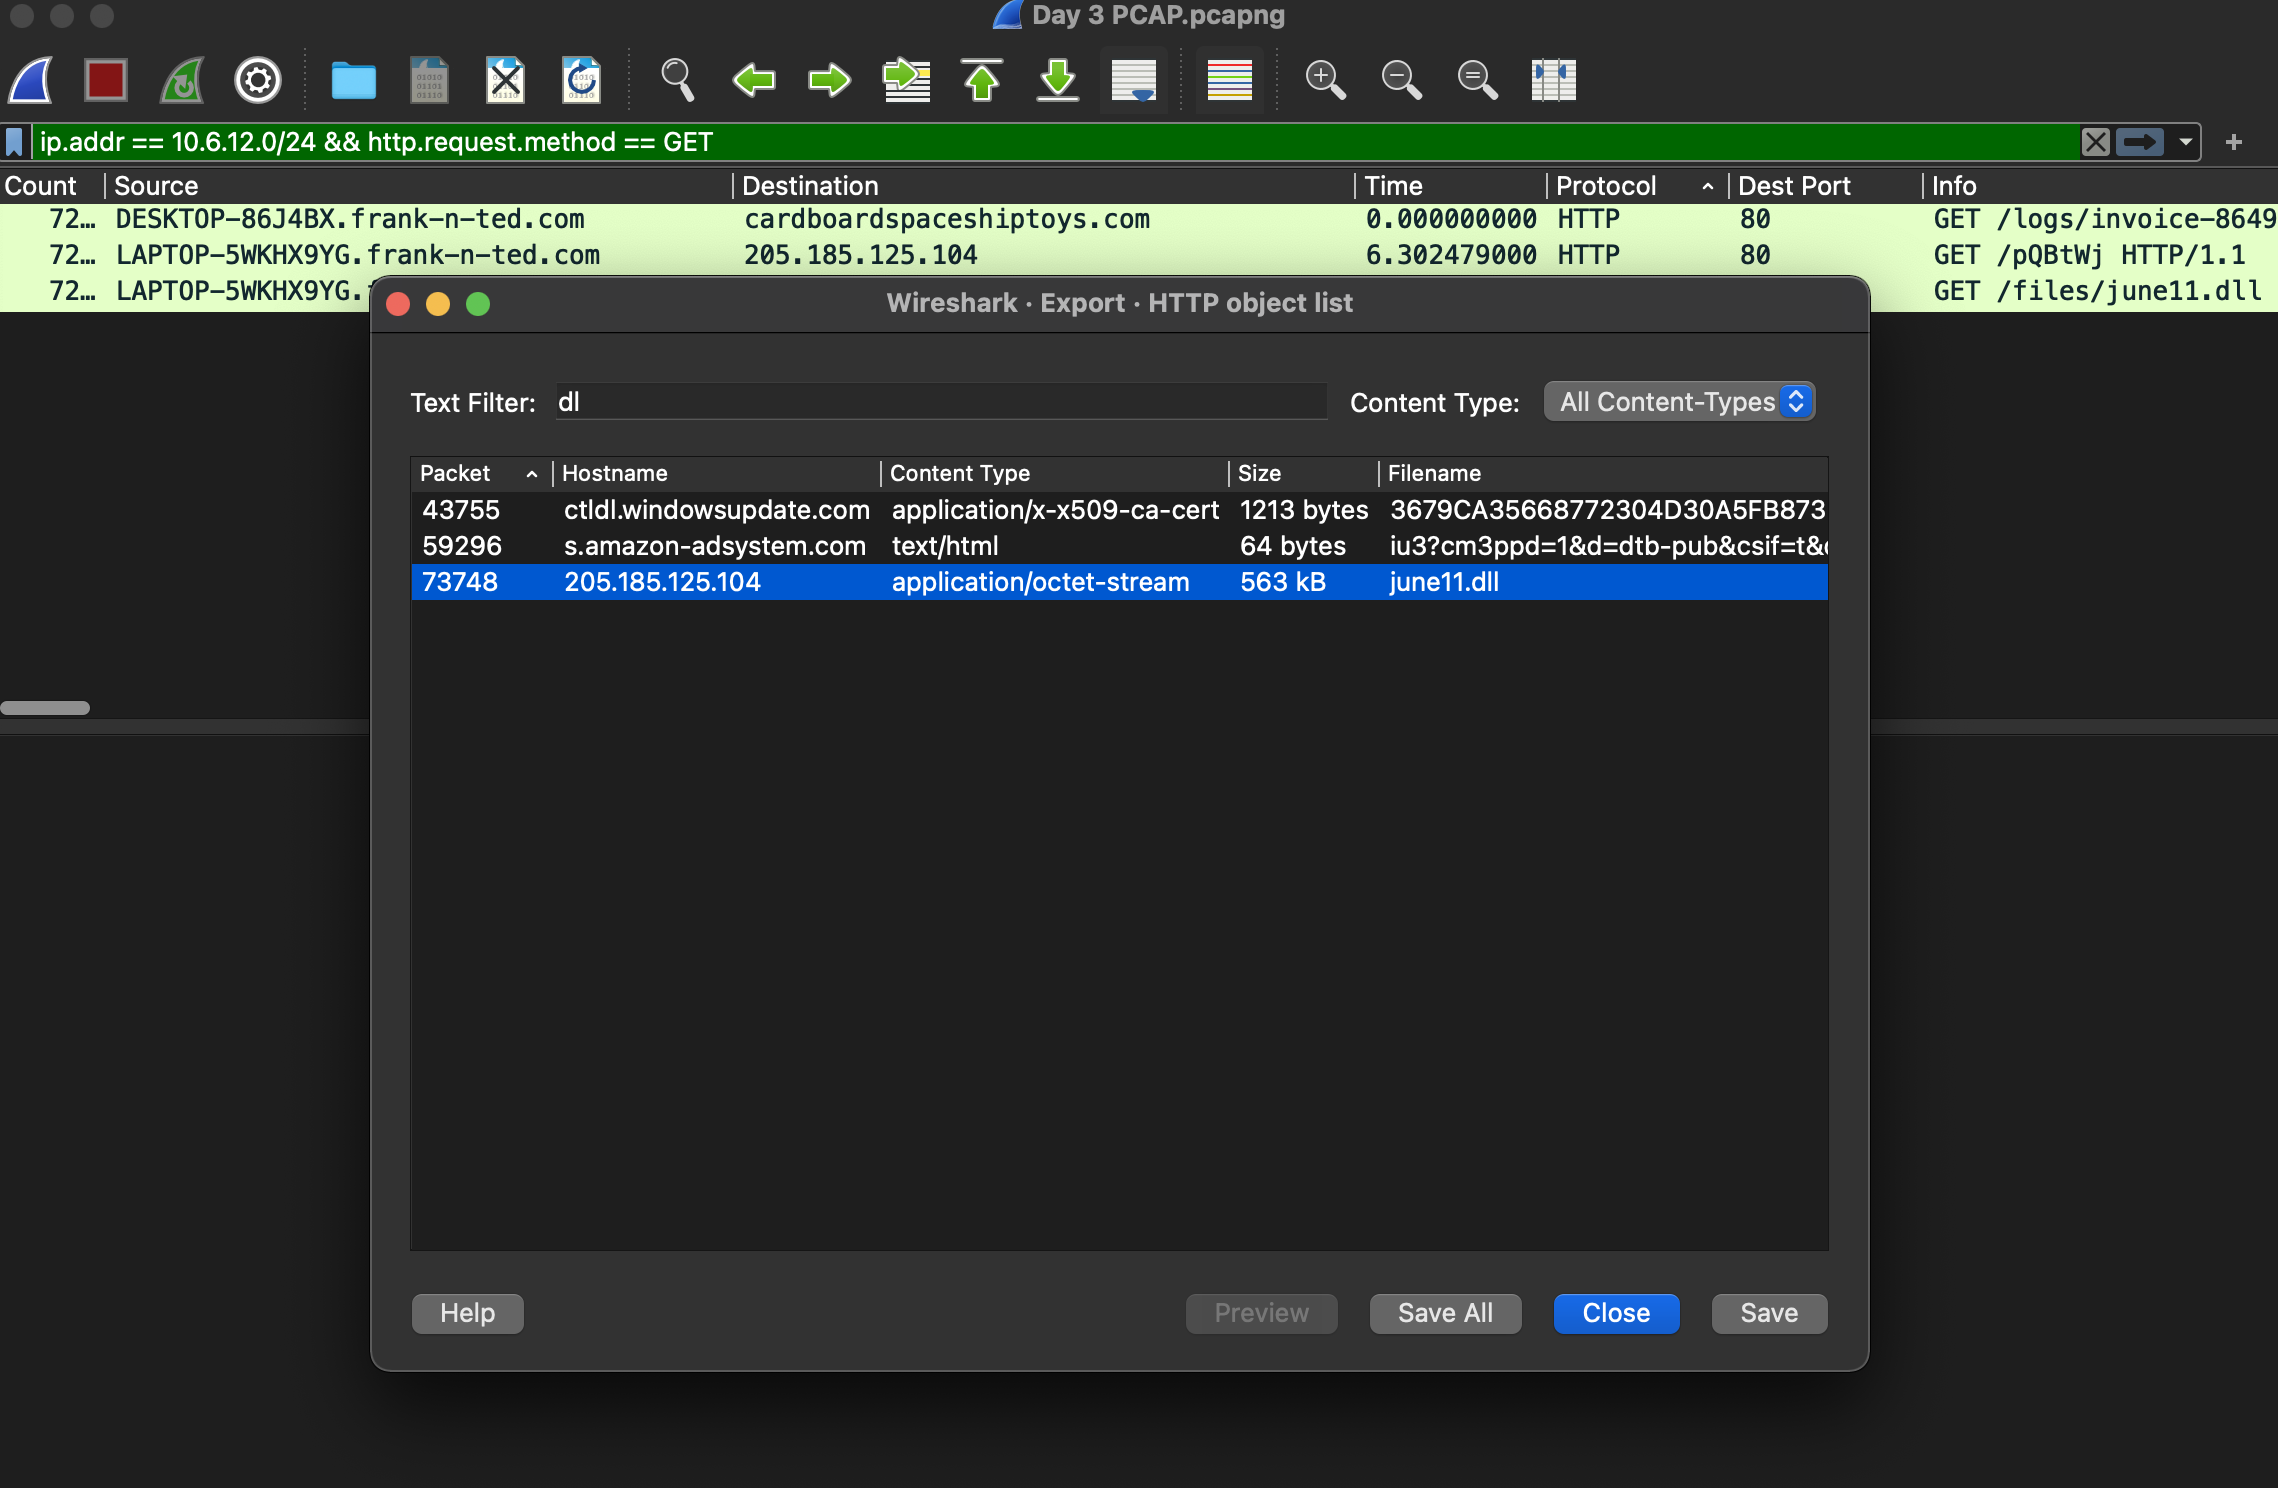 Day 3 PCAP.pcapng
ip.addr == 10.6.12.0/24 && http.request.method == GET
Count Source Destination Time Protocol Dest Port Info
72… DESKTOP-86J4BX.frank-n-ted.com cardboardspaceshiptoys.com 0.000000000 HTTP 80 GET /logs/invoice-8649
72… LAPTOP-5WKHX9YG.frank-n-ted.com 205.185.125.104 6.302479000 HTTP 80 GET /pQBtWj HTTP/1.1
72… LAPTOP-5WKHX9YG. GET /files/june11.dll
Wireshark · Export · HTTP object list
Text Filter: dl Content Type: All Content-Types
Packet Hostname Content Type Size Filename
43755 ctldl.windowsupdate.com application/x-x509-ca-cert 1213 bytes 3679CA35668772304D30A5FB873
59296 s.amazon-adsystem.com text/html 64 bytes iu3?cm3ppd=1&d=dtb-pub&csif=t&
73748 205.185.125.104 application/octet-stream 563 kB june11.dll
Help Preview Save All Close Save